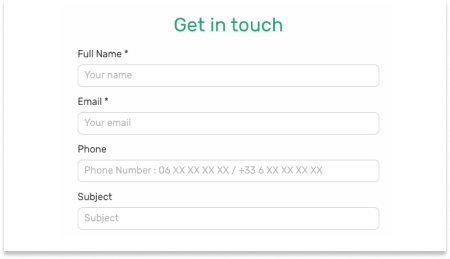 Get in touch
Full Name *
Your name
Email *
Your email
Phone
Phone Number : 06 XX XX XX XX / +33 6 XX XX XX XX
Subject
Subject